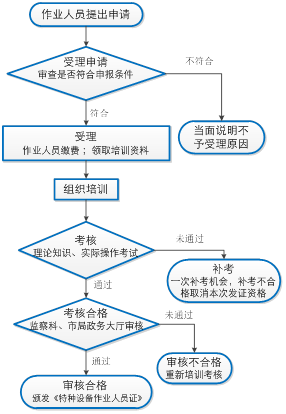 作业人员提出申请
受理申请
审查是否符合申报条件
不符合
符合
当面说明不
予受理原因
受理
作业人员缴费；领取培训资料
组织培训
考核
理论知识、实际操作考试
未通过
补考
一次补考机会，补考不合
格取消本次发证资格
通过
考核合格
监察科、市局政务大厅审核
未通过
审核不合格
重新培训考核
通过
审核合格
颁发《特种设备作业人员证》